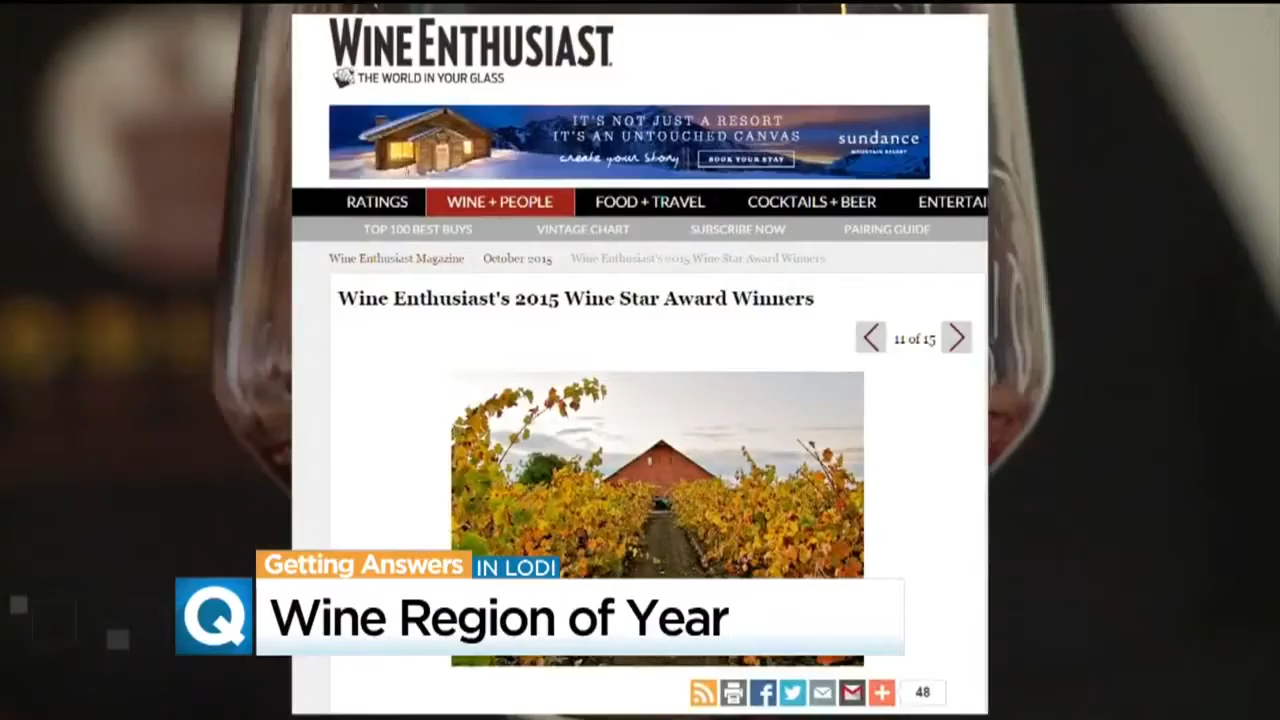 WINE ENTHUSIAST
THE WORLD IN YOUR GLASS
IT'S NOT JUST A RESORT
IT'S AN UNTOUCHED CANVAS
create your story
BOOK YOUR STAY
sundance
MOUNTAIN RESORT
RATINGS WINE + PEOPLE FOOD + TRAVEL COCKTAILS + BEER ENTERTAI
TOP 100 BEST BUYS VINTAGE CHART SUBSCRIBE NOW PAIRING GUIDE
Wine Enthusiast Magazine October 2015 Wine Enthusiast's 2015 Wine Star Award Winners
Wine Enthusiast's 2015 Wine Star Award Winners
11 of 15
Getting Answers IN LODI
Q Wine Region of Year
48